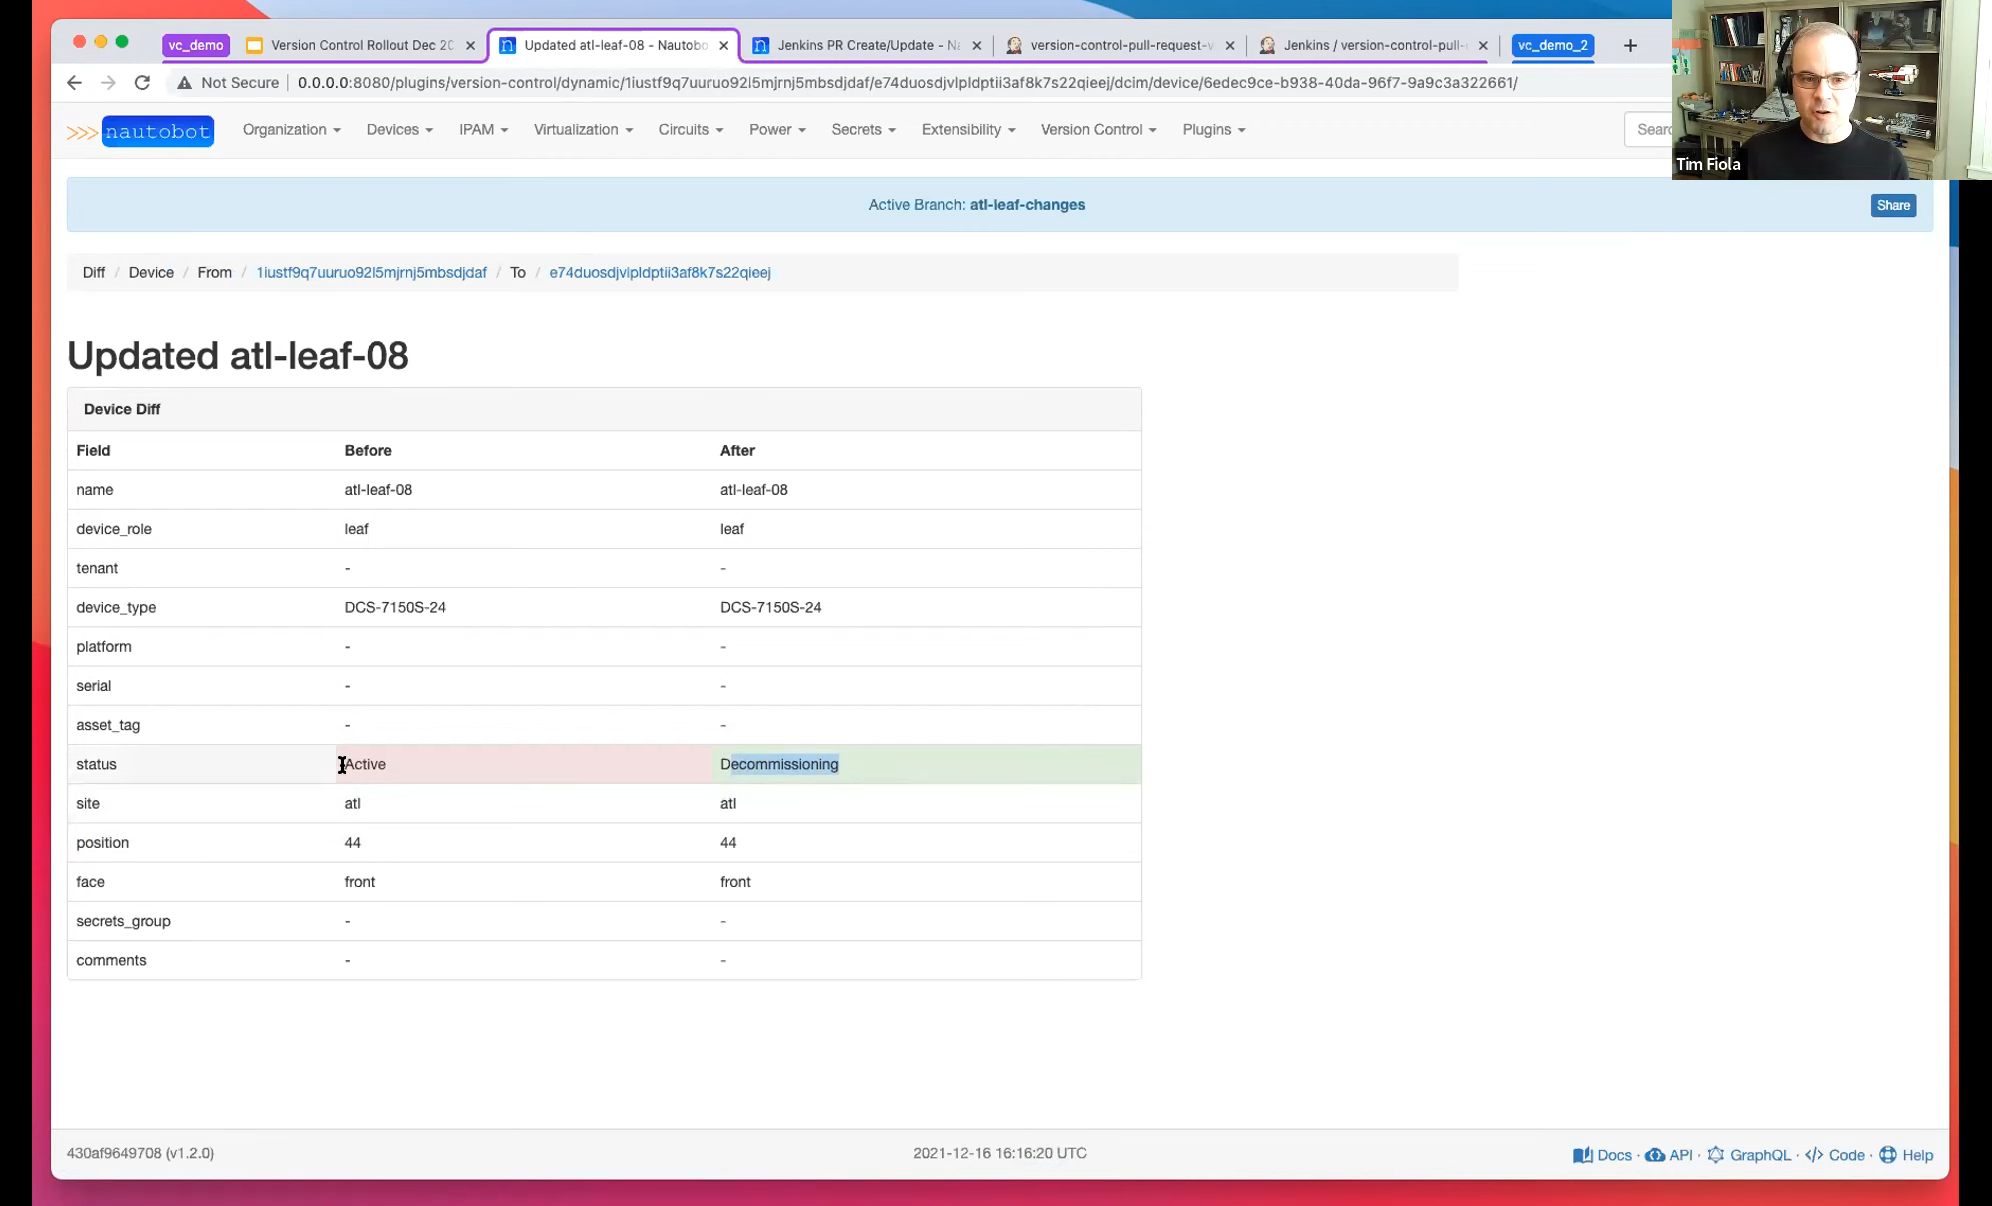 vc_demo
Version Control Rollout Dec 20
Updated atl-leaf-08 - Nautobo
Jenkins PR Create/Update - Na
version-control-pull-request-v
Jenkins / version-control-pull-r
vc_demo_2
Not Secure
0.0.0.0:8080/plugins/version-control/dynamic/1iustf9q7uuruo92l5mjrnj5mbsdjdaf/e74duosdjvlpldptii3af8k7s22qieej/dcim/device/6edec9ce-b938-40da-96f7-9a9c3a322661/
>>> nautobot
Organization
Devices
IPAM
Virtualization
Circuits
Power
Secrets
Extensibility
Version Control
Plugins
Searc
Tim Fiola
Active Branch: atl-leaf-changes
Share
Diff / Device / From / 1iustf9q7uuruo92l5mjrnj5mbsdjdaf / To / e74duosdjvlpldptii3af8k7s22qieej
Updated atl-leaf-08
Device Diff
Field Before After
name atl-leaf-08 atl-leaf-08
device_role leaf leaf
tenant - -
device_type DCS-7150S-24 DCS-7150S-24
platform - -
serial - -
asset_tag - -
status Active Decommissioning
site atl atl
position 44 44
face front front
secrets_group - -
comments - -
430af9649708 (v1.2.0)
2021-12-16 16:16:20 UTC
Docs · API · GraphQL · </> Code · Help